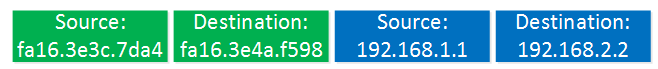 Source:
fa16.3e3c.7da4
Destination:
fa16.3e4a.f598
Source:
192.168.1.1
Destination:
192.168.2.2